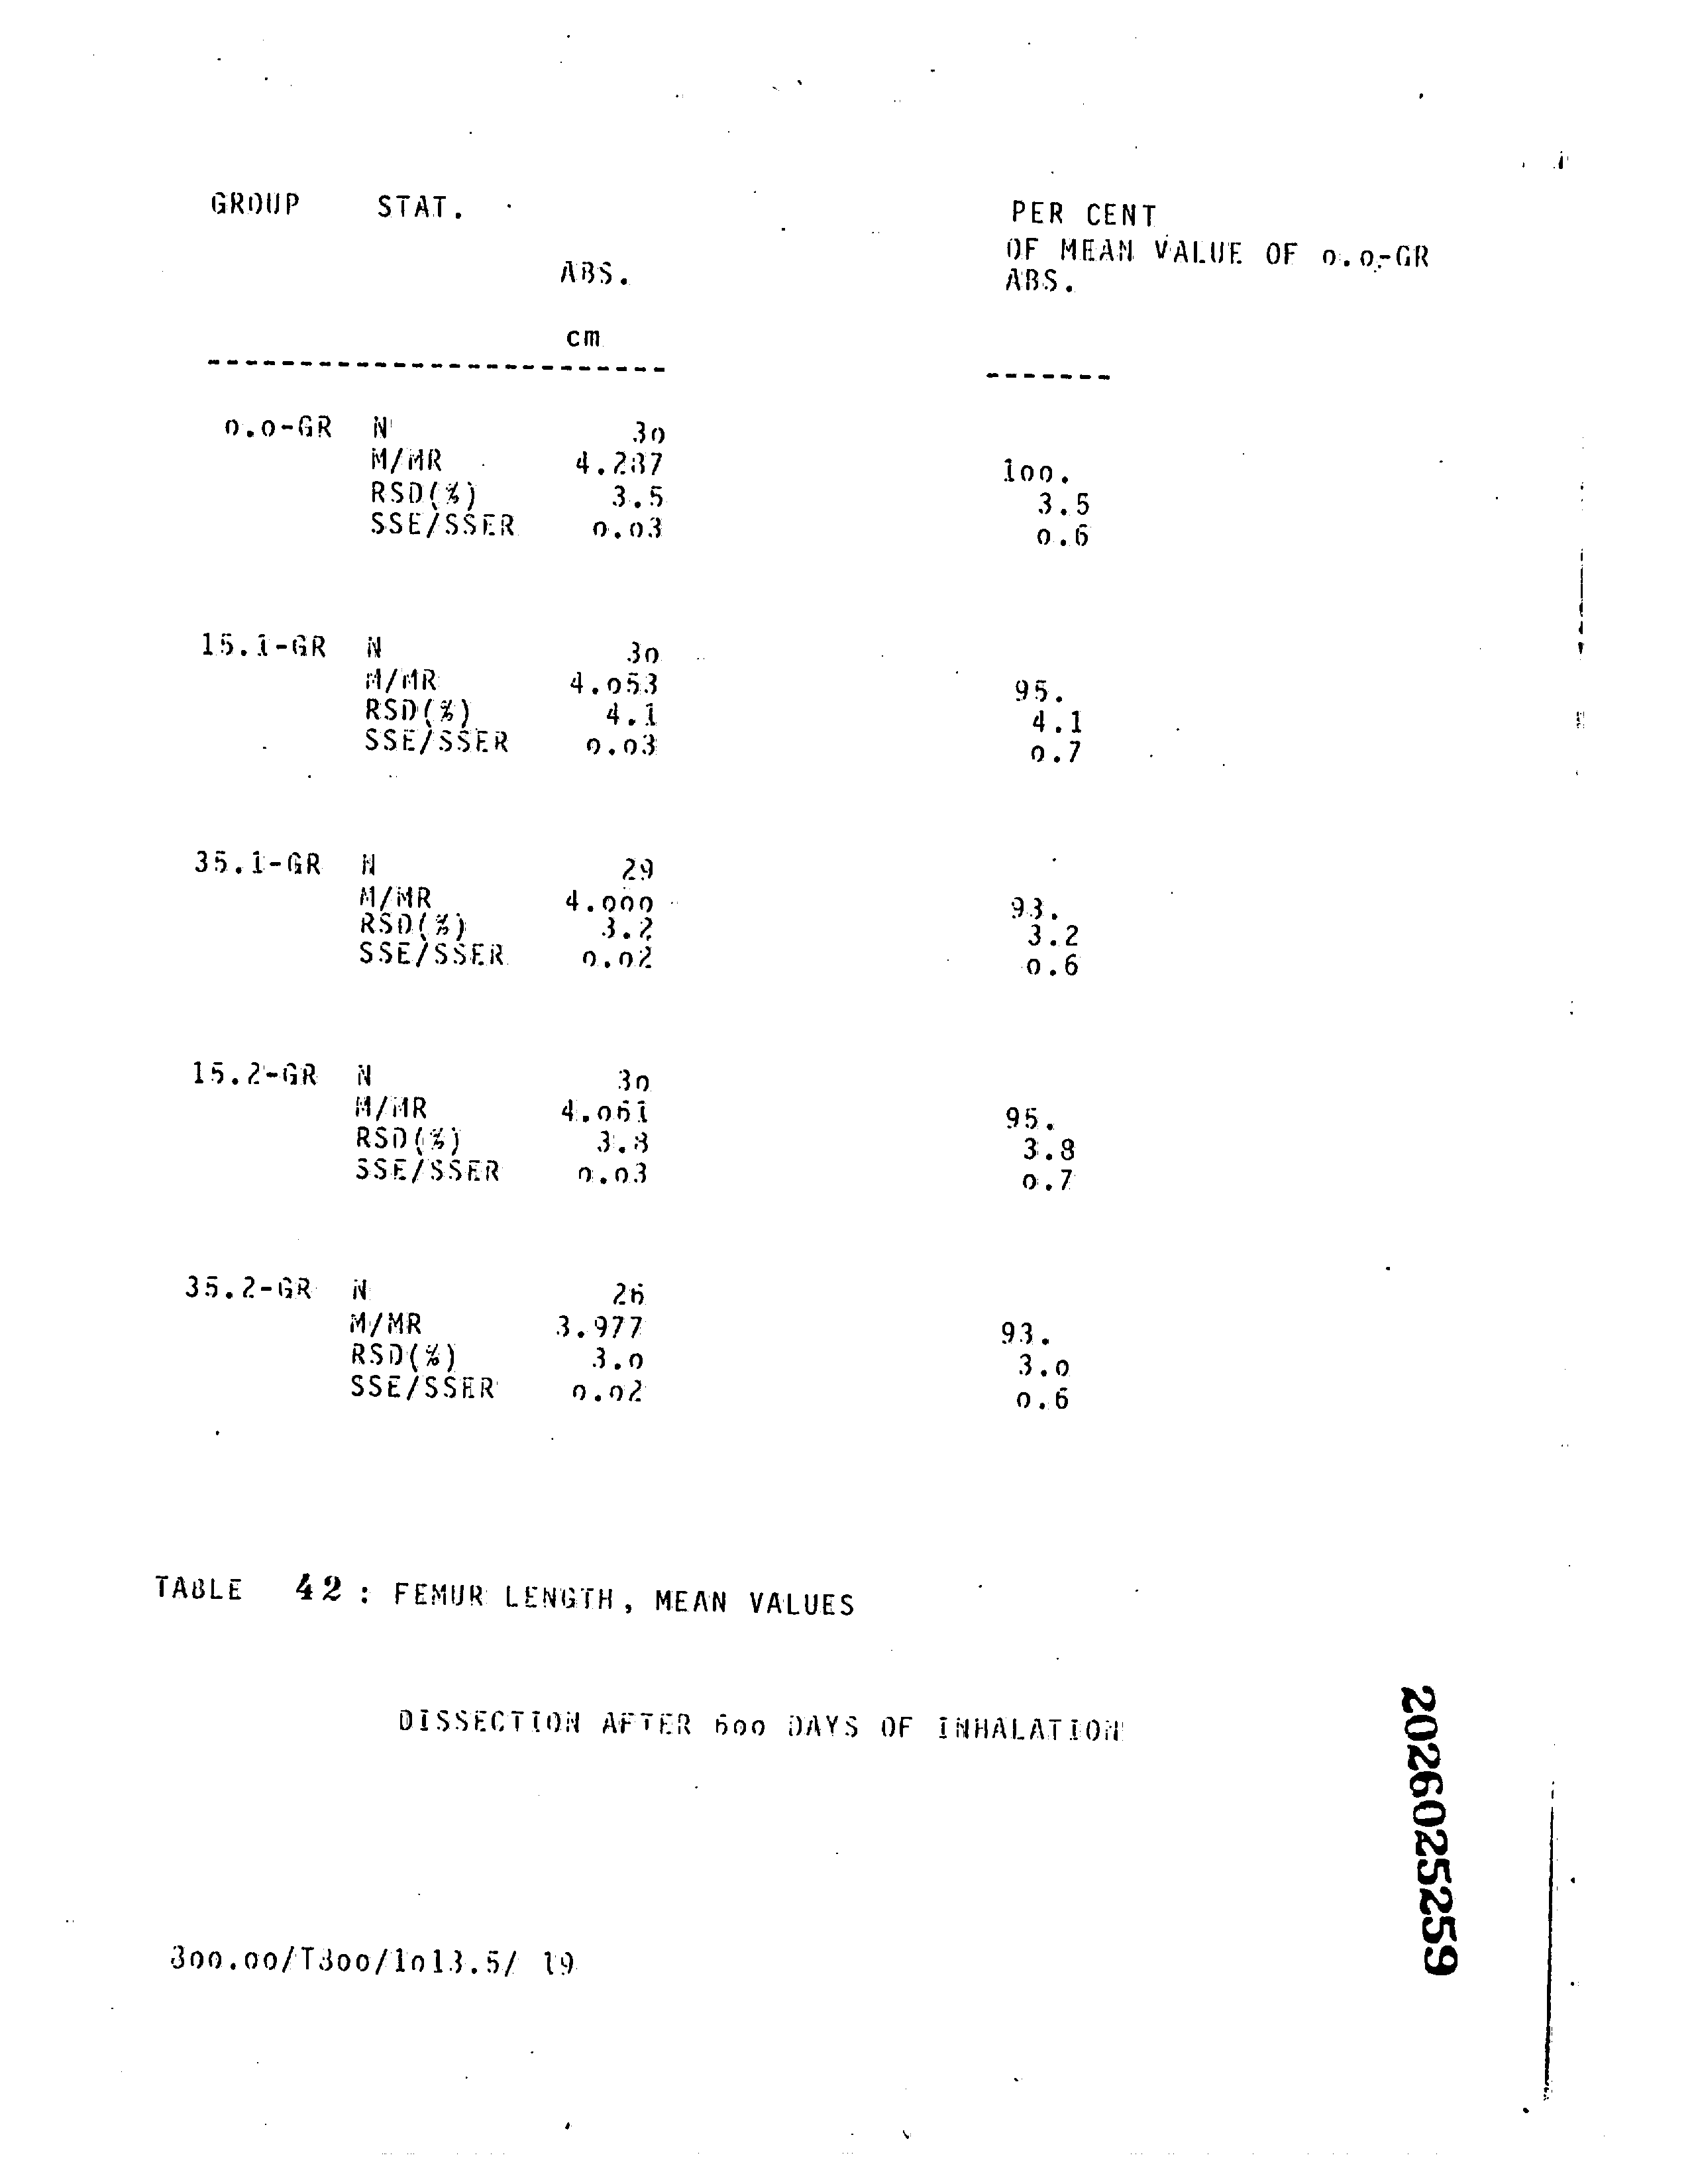 GROUP STAT.
PER CENT
OF MEAN VALUE OF o.o-GR
ABS. ABS.
cm
------------------------- -------
o.o-GR N 3o
M/MR 4.287 1oo.
RSD(%) 3.5 3.5
SSE/SSER o.o3 o.6
15.1-GR N 3o
M/MR 4.o53 95.
RSD(%) 4.1 4.1
SSE/SSER o.o3 o.7
35.1-GR N 29
M/MR 4.ooo 93.
RSD(%) 3.2 3.2
SSE/SSER o.o2 o.6
15.2-GR N 3o
M/MR 4.o61 95.
RSD(%) 3.8 3.8
SSE/SSER o.o3 o.7
35.2-GR N 26
M/MR 3.977 93.
RSD(%) 3.o 3.o
SSE/SSER o.o2 o.6
TABLE 42 : FEMUR LENGTH, MEAN VALUES
DISSECTION AFTER 6oo DAYS OF INHALATION
2026025259
3oo.oo/T3oo/1o13.5/ 19